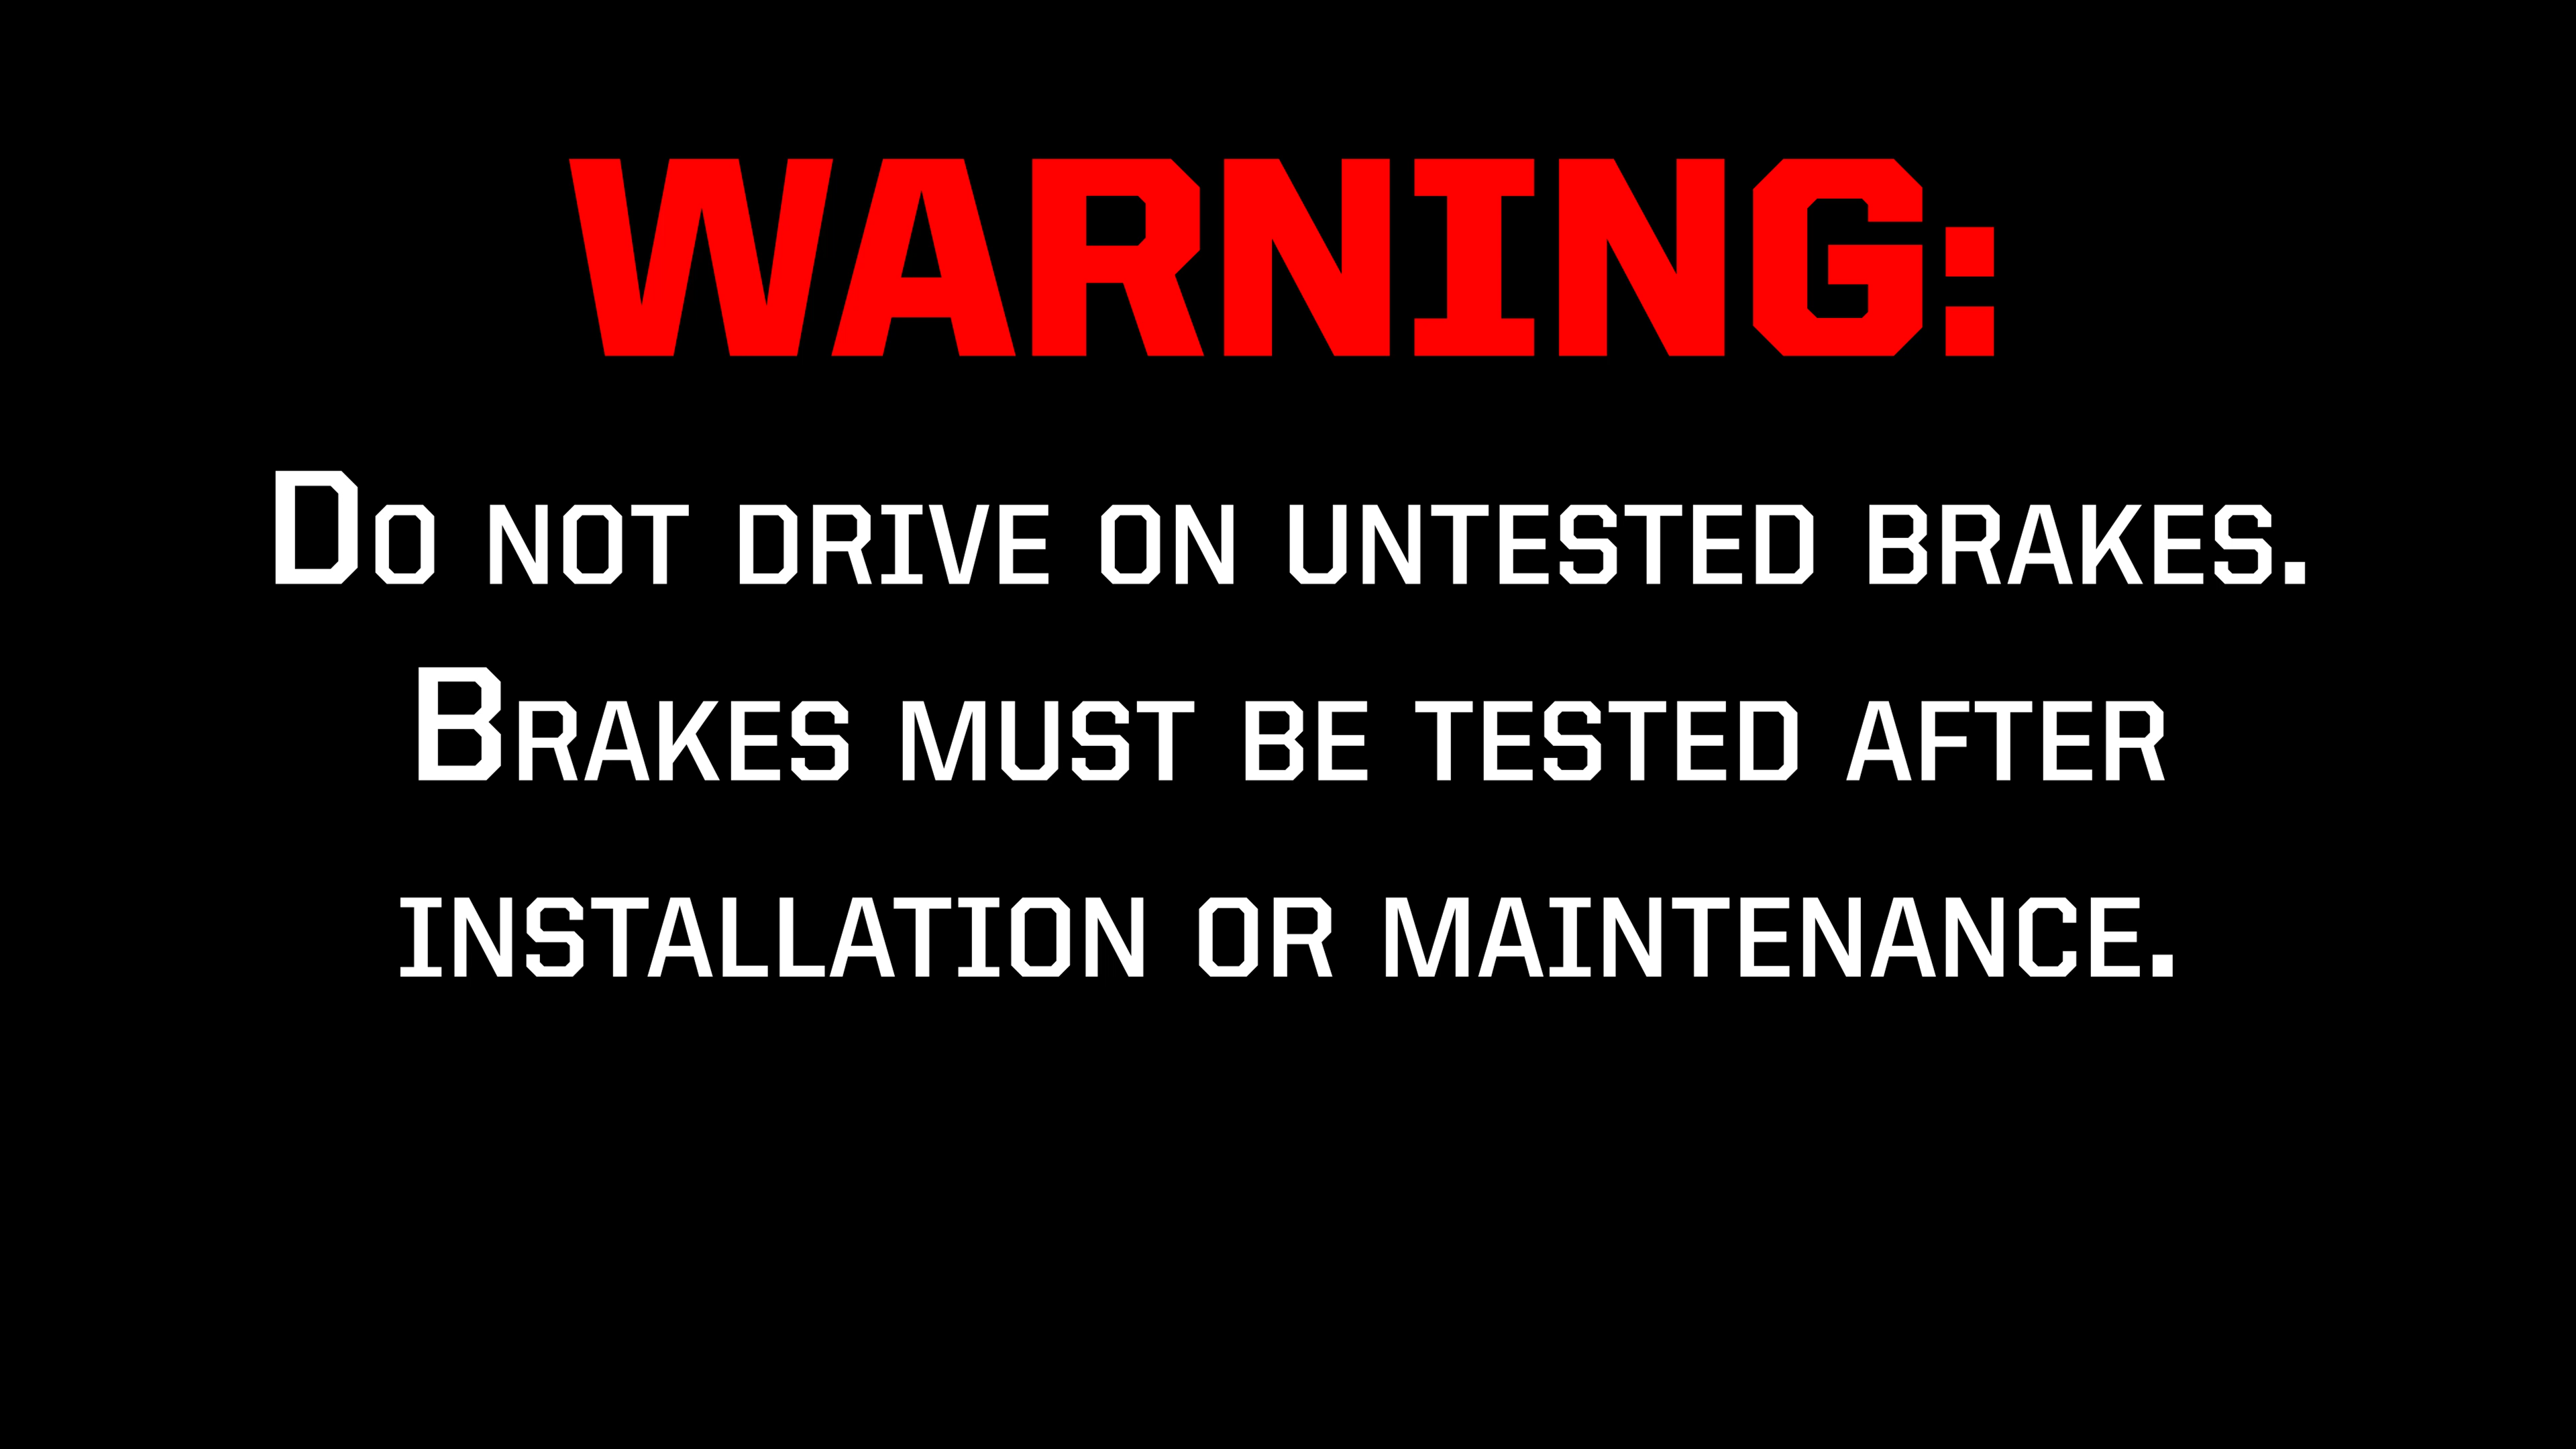 WARNING:
Do not drive on untested brakes.
Brakes must be tested after
installation or maintenance.